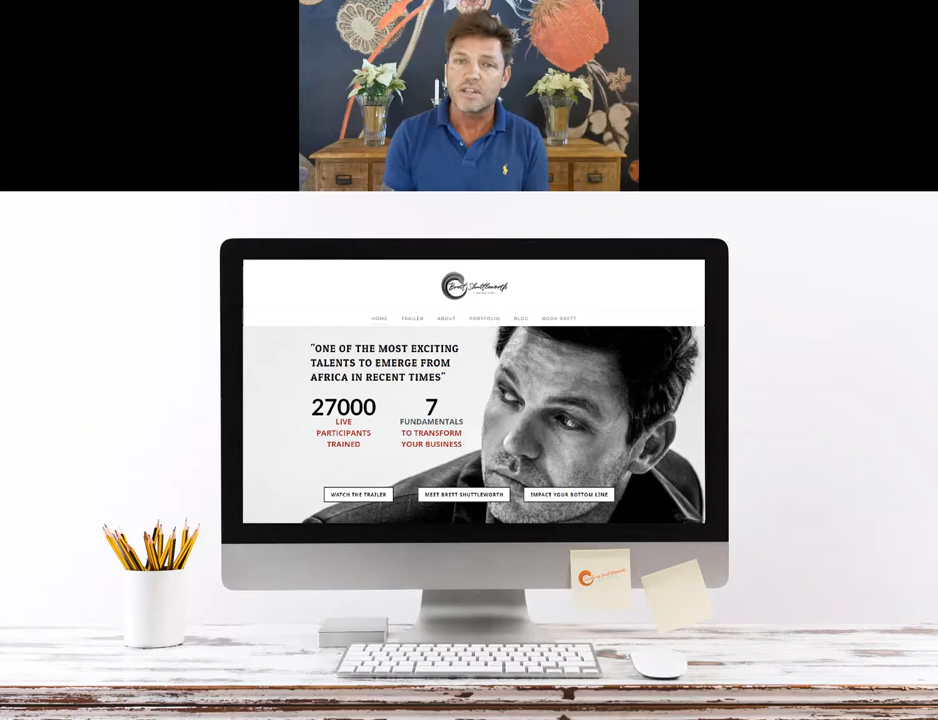 Brett Shuttleworth
HOME TRAILER ABOUT PORTFOLIO BLOG BOOK BRETT
"ONE OF THE MOST EXCITING
TALENTS TO EMERGE FROM
AFRICA IN RECENT TIMES"
27000
LIVE
PARTICIPANTS
TRAINED
7
FUNDAMENTALS
TO TRANSFORM
YOUR BUSINESS
WATCH THE TRAILER
MEET BRETT SHUTTLEWORTH
IMPACT YOUR BOTTOM LINE